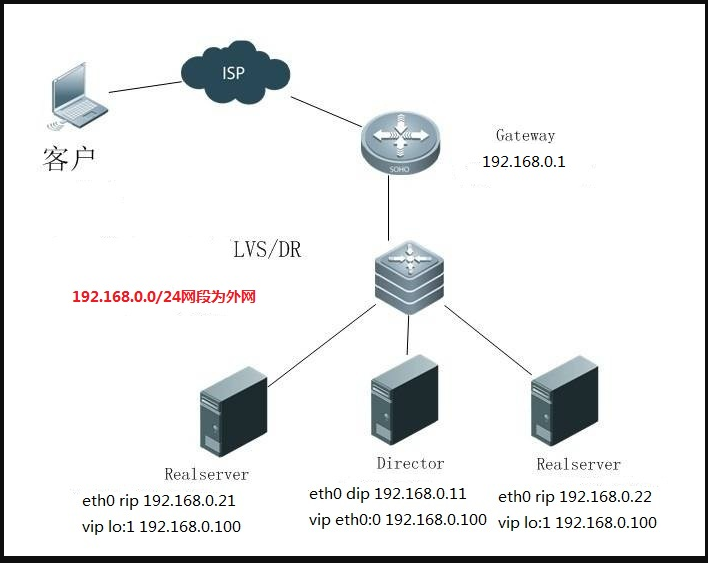 ISP
客户
SOHO
Gateway
192.168.0.1
LVS/DR
192.168.0.0/24网段为外网
Realserver
eth0 rip 192.168.0.21
vip lo:1 192.168.0.100
Director
eth0 dip 192.168.0.11
vip eth0:0 192.168.0.100
Realserver
eth0 rip 192.168.0.22
vip lo:1 192.168.0.100